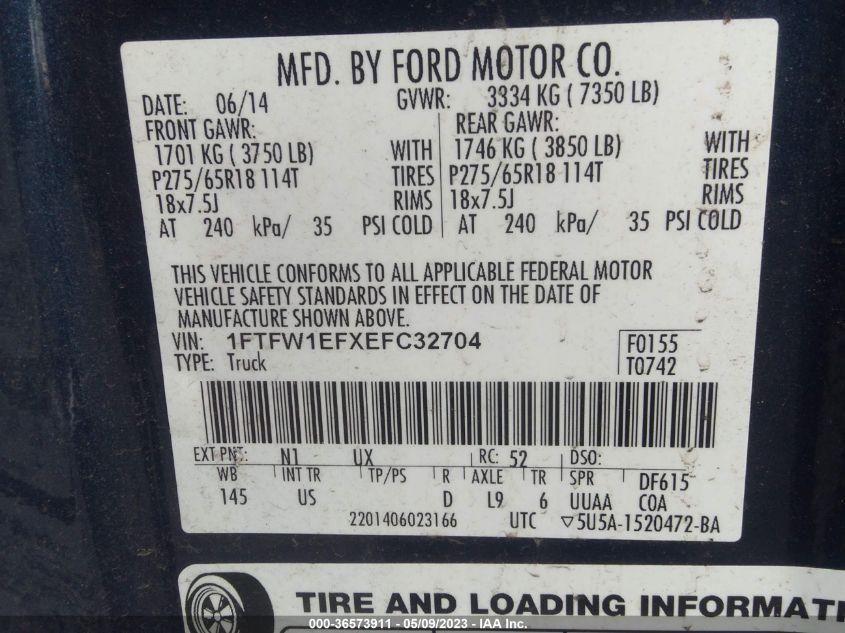 MFD. BY FORD MOTOR CO.
DATE: 06/14 GVWR: 3334 KG ( 7350 LB)
FRONT GAWR: REAR GAWR:
1701 KG ( 3750 LB) WITH 1746 KG ( 3850 LB) WITH
P275/65R18 114T TIRES P275/65R18 114T TIRES
18x7.5J RIMS 18x7.5J RIMS
AT 240 kPa/ 35 PSI COLD AT 240 kPa/ 35 PSI COLD
THIS VEHICLE CONFORMS TO ALL APPLICABLE FEDERAL MOTOR
VEHICLE SAFETY STANDARDS IN EFFECT ON THE DATE OF
MANUFACTURE SHOWN ABOVE.
VIN: 1FTFW1EFXEFC32704 F0155
TYPE: Truck T0742
EXT PNT: N1 UX RC: 52 DSO:
WB INT TR TP/PS R AXLE TR SPR DF615
145 US D L9 6 UUAA COA
2201406023166 UTC ▽5U5A-1520472-BA
TIRE AND LOADING INFORMATI
000-36573911 - 05/09/2023 - IAA Inc.